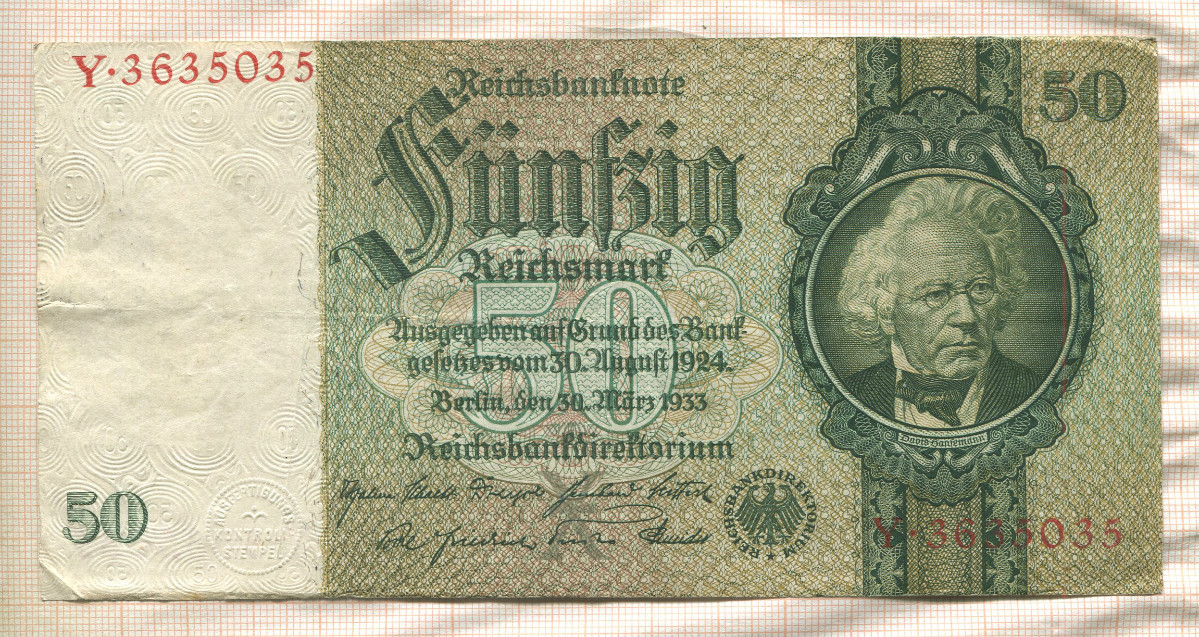 Y·3635035
Reichsbanknote
50
Fünfzig
Reichsmark
50
Ausgegeben auf Grund des Bank-
gesetzes vom 30. August 1924.
Berlin, den 30. März 1933
Reichsbankdirektorium
David Hansemann
50
AUSFERTIGUNGS
KONTROLL
STEMPEL
REICHSBANKDIREKTORIUM
Y·3635035